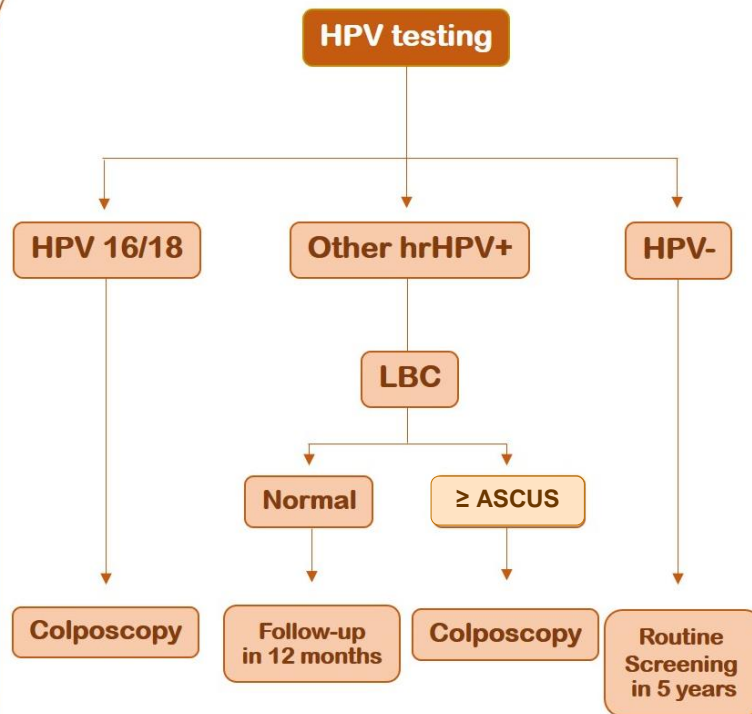 HPV testing
HPV 16/18
Other hrHPV+
HPV-
LBC
Normal
≥ ASCUS
Colposcopy
Follow-up
in 12 months
Colposcopy
Routine
Screening
in 5 years